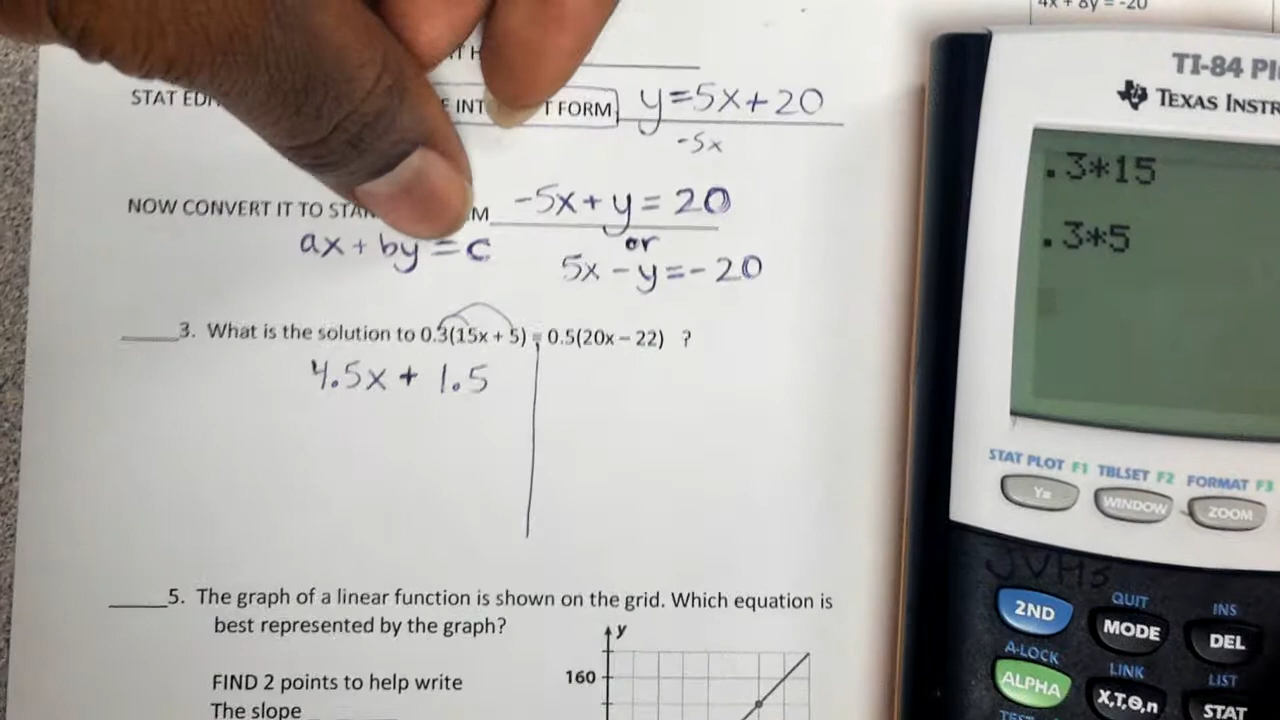 4x + 8y = -20
STAT EDI INT T FORM y=5x+20
-5x
NOW CONVERT IT TO M -5x+y=20
ax+by=c or
5x-y=-20
3. What is the solution to 0.3(15x + 5) = 0.5(20x – 22) ?
4.5x + 1.5
5. The graph of a linear function is shown on the grid. Which equation is
best represented by the graph?
y
FIND 2 points to help write
160
The slope
TI-84 Pl
TEXAS INSTR
.3*15
.3*5
STAT PLOT F1 TBLSET F2 FORMAT F3
Y= WINDOW ZOOM
JVHS
QUIT INS
2ND MODE DEL
A-LOCK LINK LIST
ALPHA X,T,Θ,n STAT